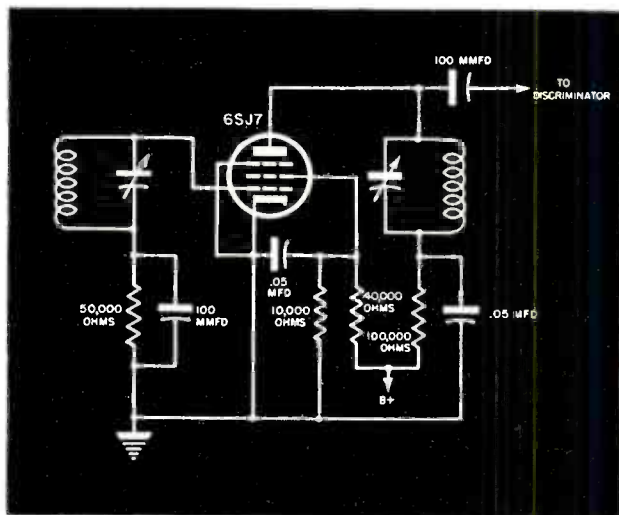 100 MMFD
TO
DISCRIMINATOR
6SJ7
.05
MFD
50,000
OHMS
100
MMFD
10,000
OHMS
40,000
OHMS
100,000
OHMS
.05 MFD
B+